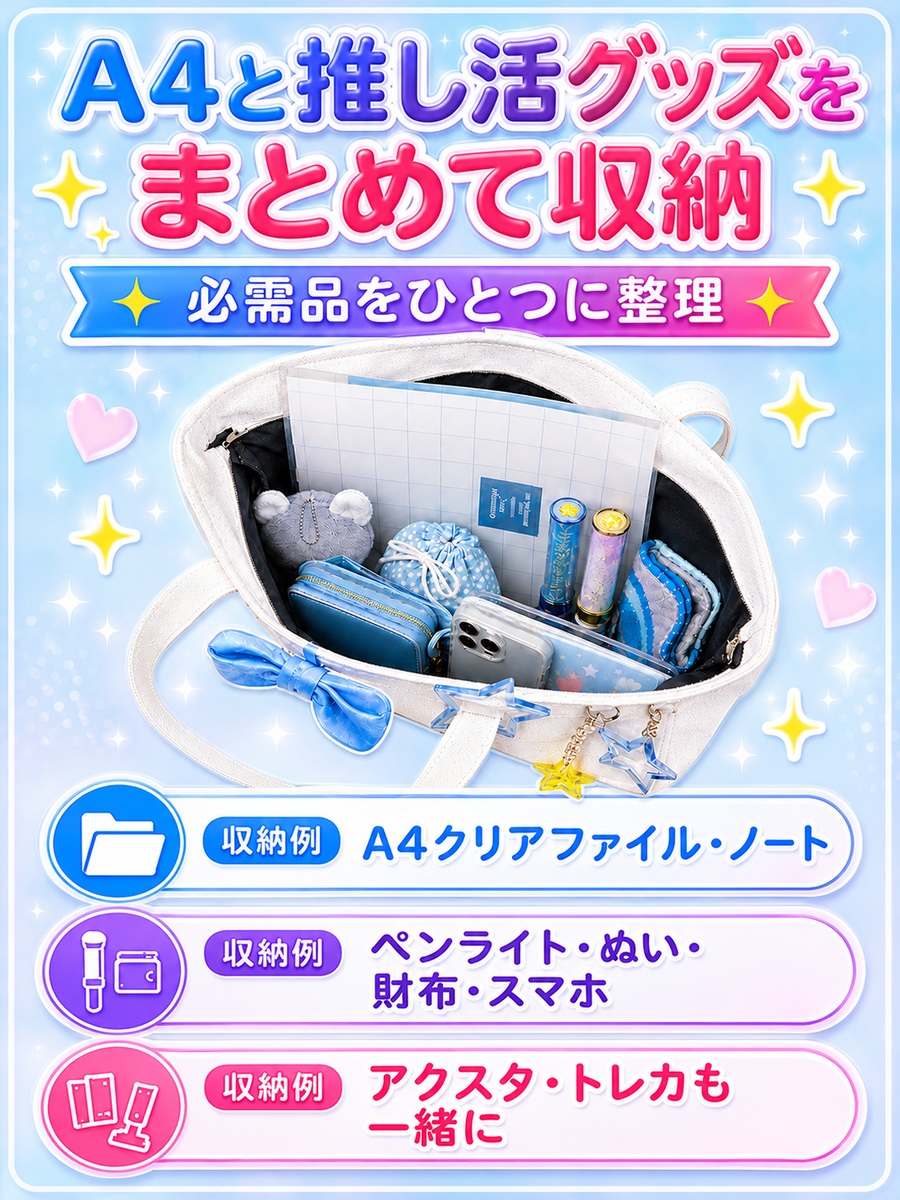 A4と推し活グッズを
まとめて収納
必需品をひとつに整理
収納例 A4クリアファイル・ノート
収納例 ペンライト・ぬい・
財布・スマホ
収納例 アクスタ・トレカも
一緒に